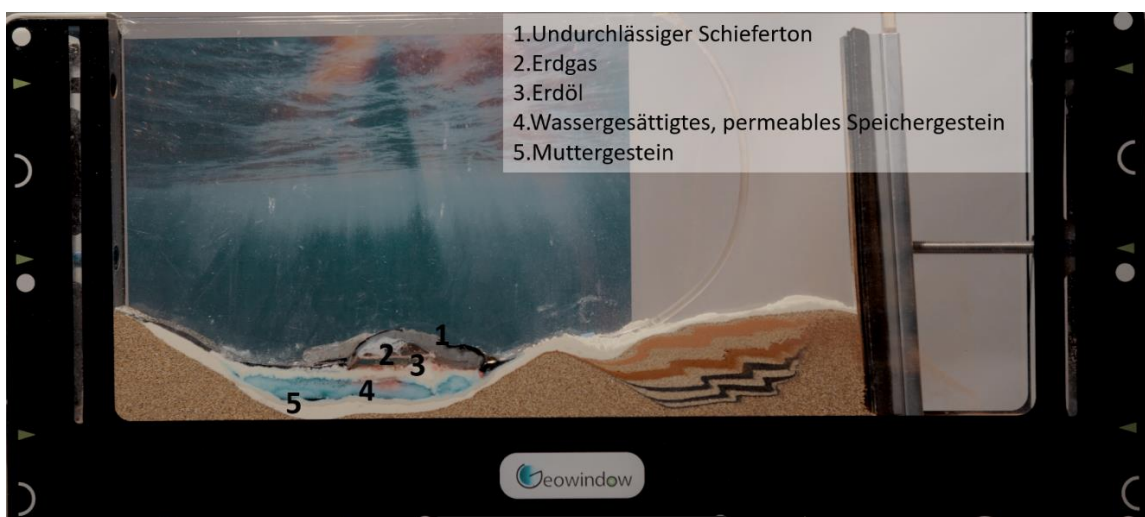 1.Undurchlässiger Schieferton
2.Erdgas
3.Erdöl
4.Wassergesättigtes, permeables Speichergestein
5.Muttergestein
1
2
3
4
5
Geowindow